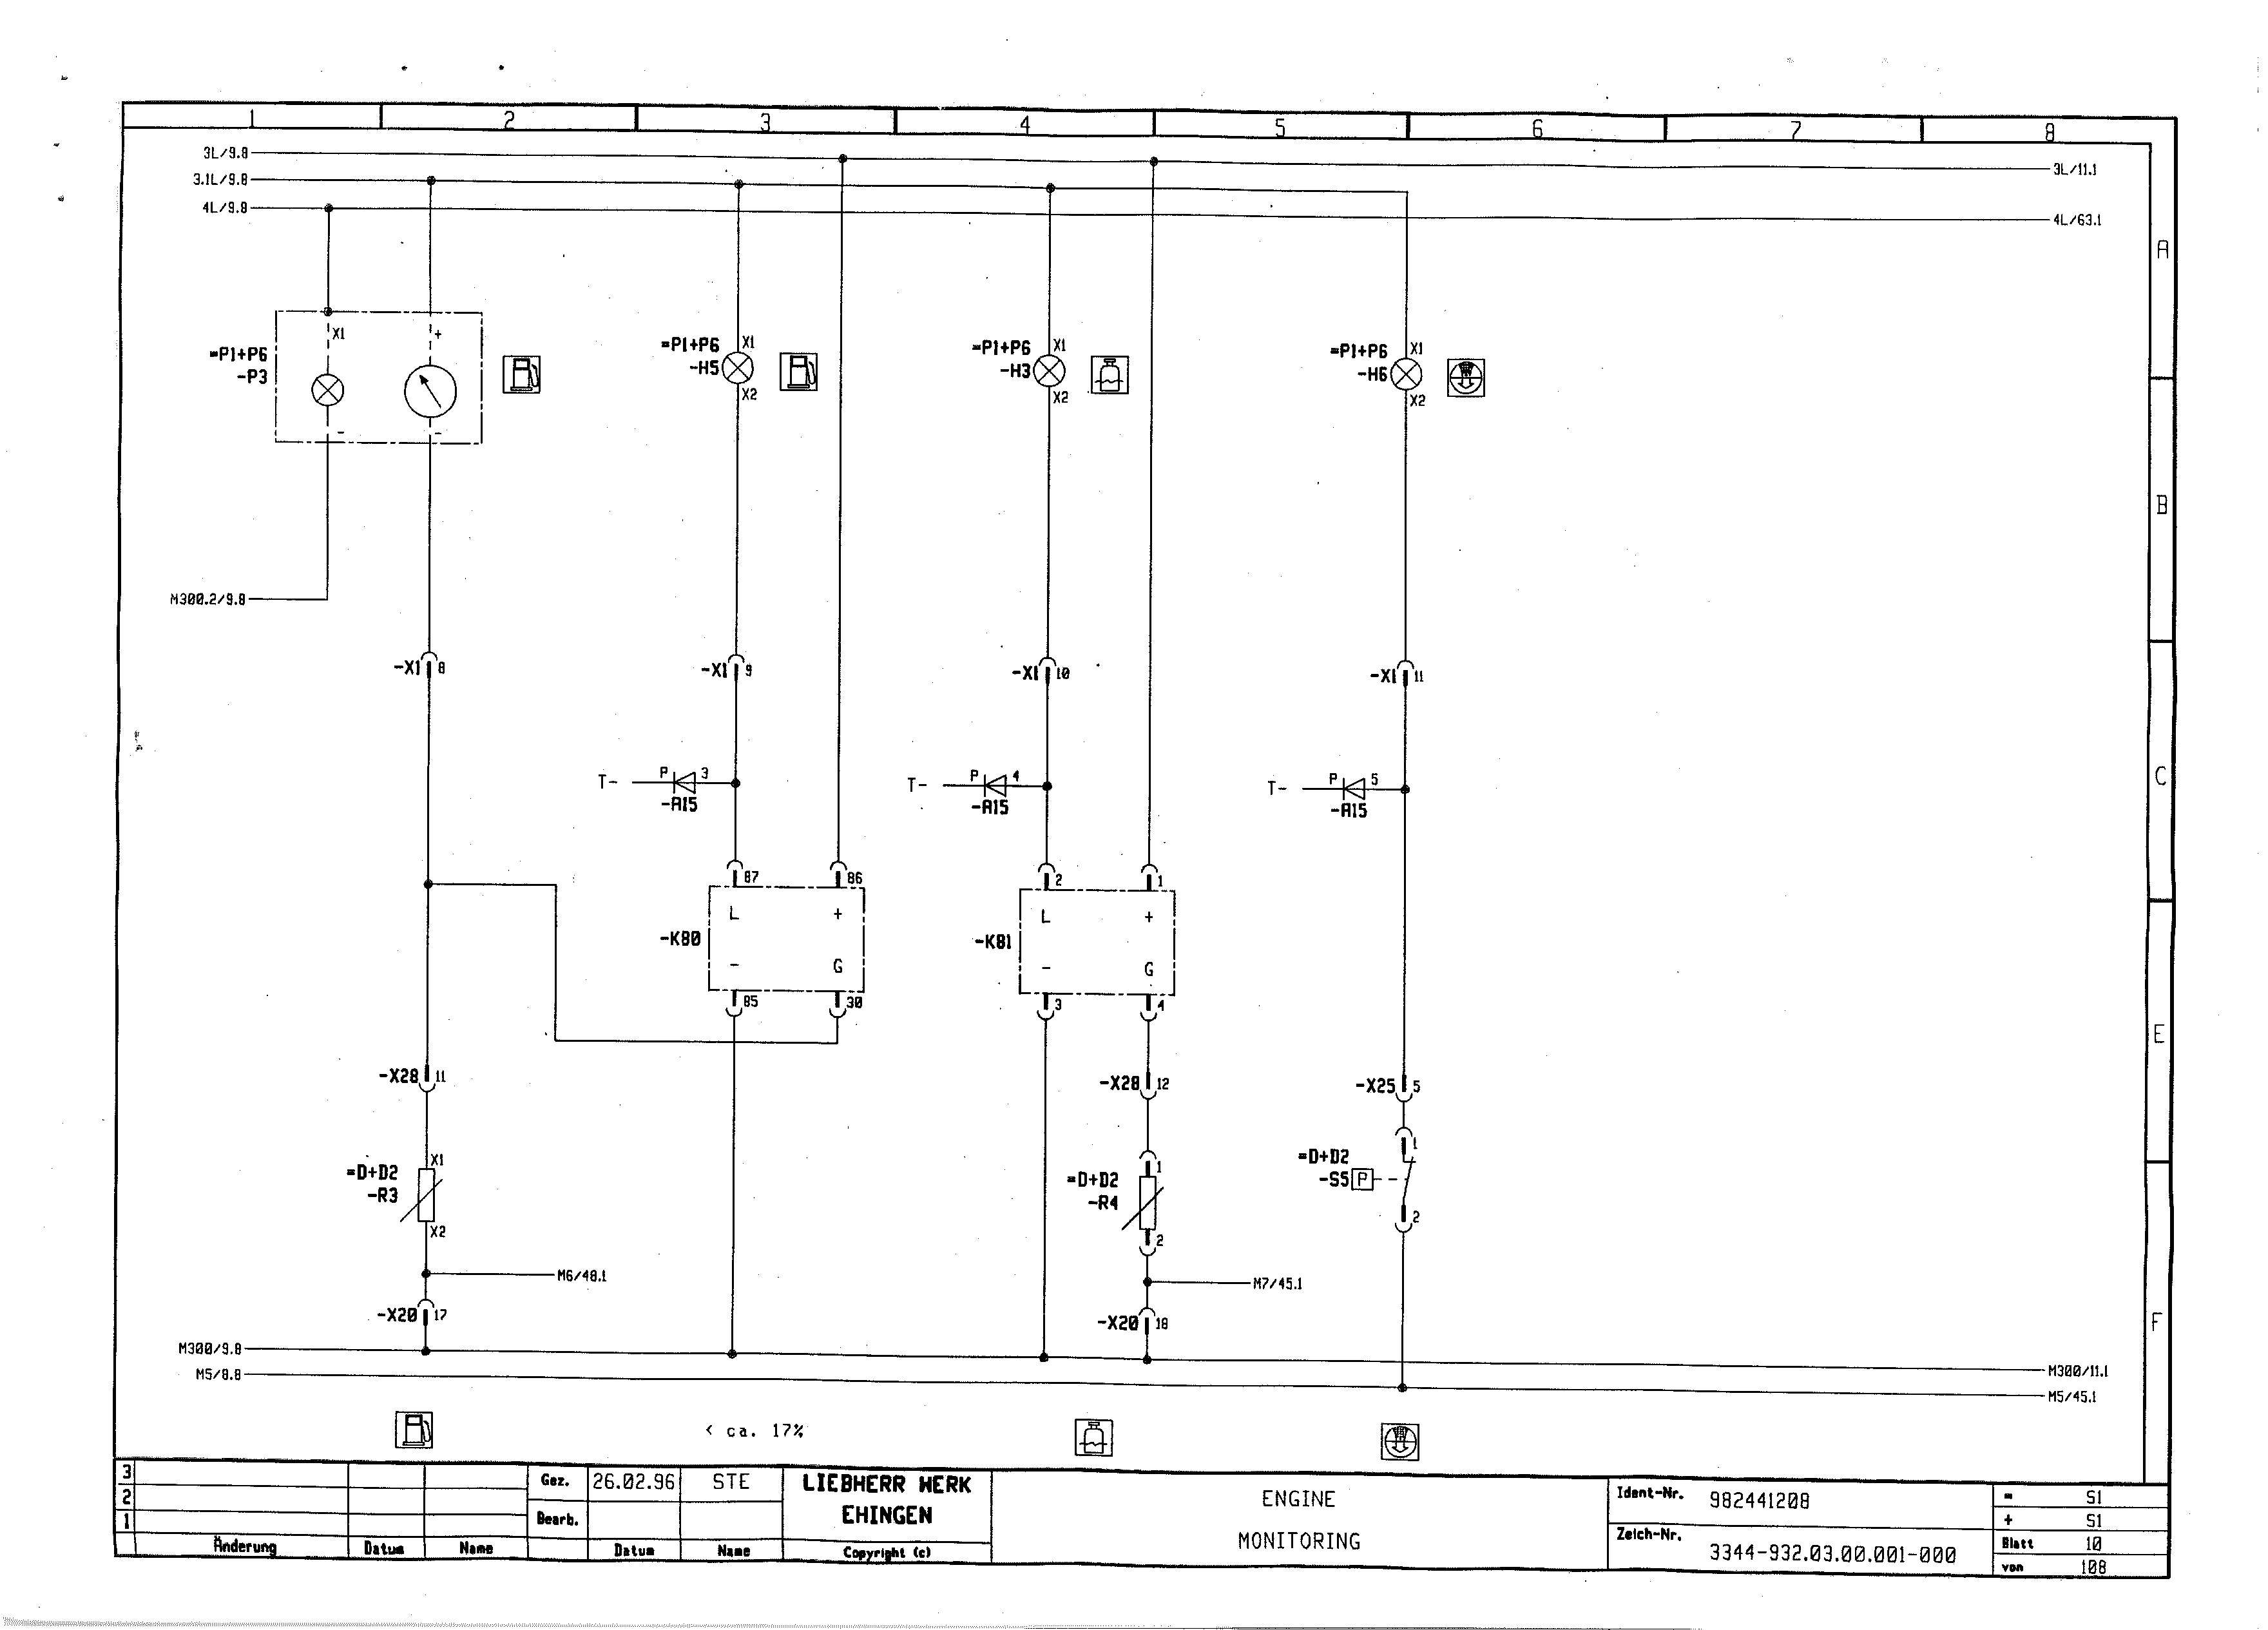 1 2 3 4 5 6 7 8
3L/9.8 3L/11.1
3.1L/9.8
4L/9.8 4L/63.1
A
X1 +
=P1+P6
-P3
- -
=P1+P6 X1
-H5
X2
=P1+P6 X1
-H3
X2
=P1+P6 X1
-H6
X2
B
M300.2/9.8
-X1 8
-X1 9
-X1 10
-X1 11
T- P 3
-A15
T- P 4
-A15
T- P 5
-A15
C
87 86
L +
-K80
- G
85 30
2 1
L +
-K81
- G
3 4
E
-X28 11
-X28 12
-X25 5
=D+D2 X1
-R3
X2
1
=D+D2
-R4
2
1
=D+D2
-S5 P
2
M6/48.1
M7/45.1
-X20 17
-X20 18
F
M300/9.8 M300/11.1
M5/8.8 M5/45.1
< ca. 17%
3
2
1
Änderung Datum Name
Gez. 26.02.96 STE
Bearb.
Datum Name
LIEBHERR WERK
EHINGEN
Copyright (c)
ENGINE
MONITORING
Ident-Nr. 982441208
Zeich-Nr. 3344-932.03.00.001-000
= S1
+ S1
Blatt 10
von 108